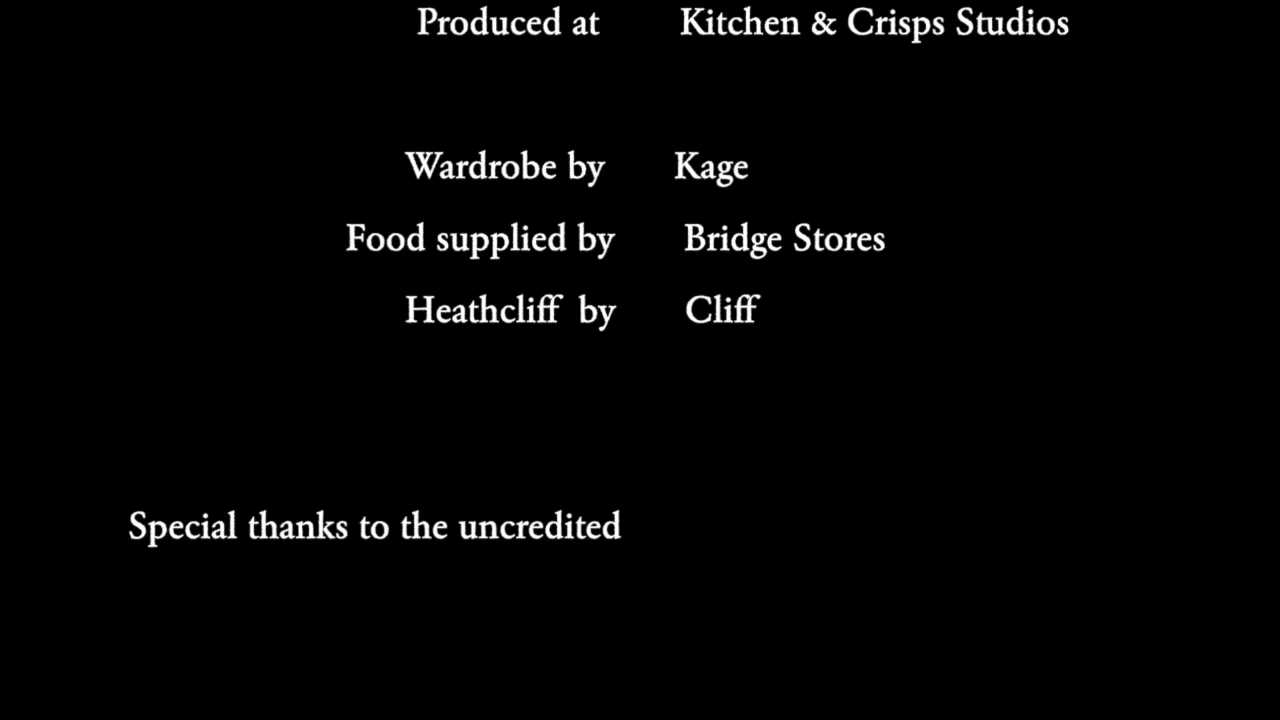 Produced at Kitchen & Crisps Studios
Wardrobe by Kage
Food supplied by Bridge Stores
Heathcliff by Cliff
Special thanks to the uncredited